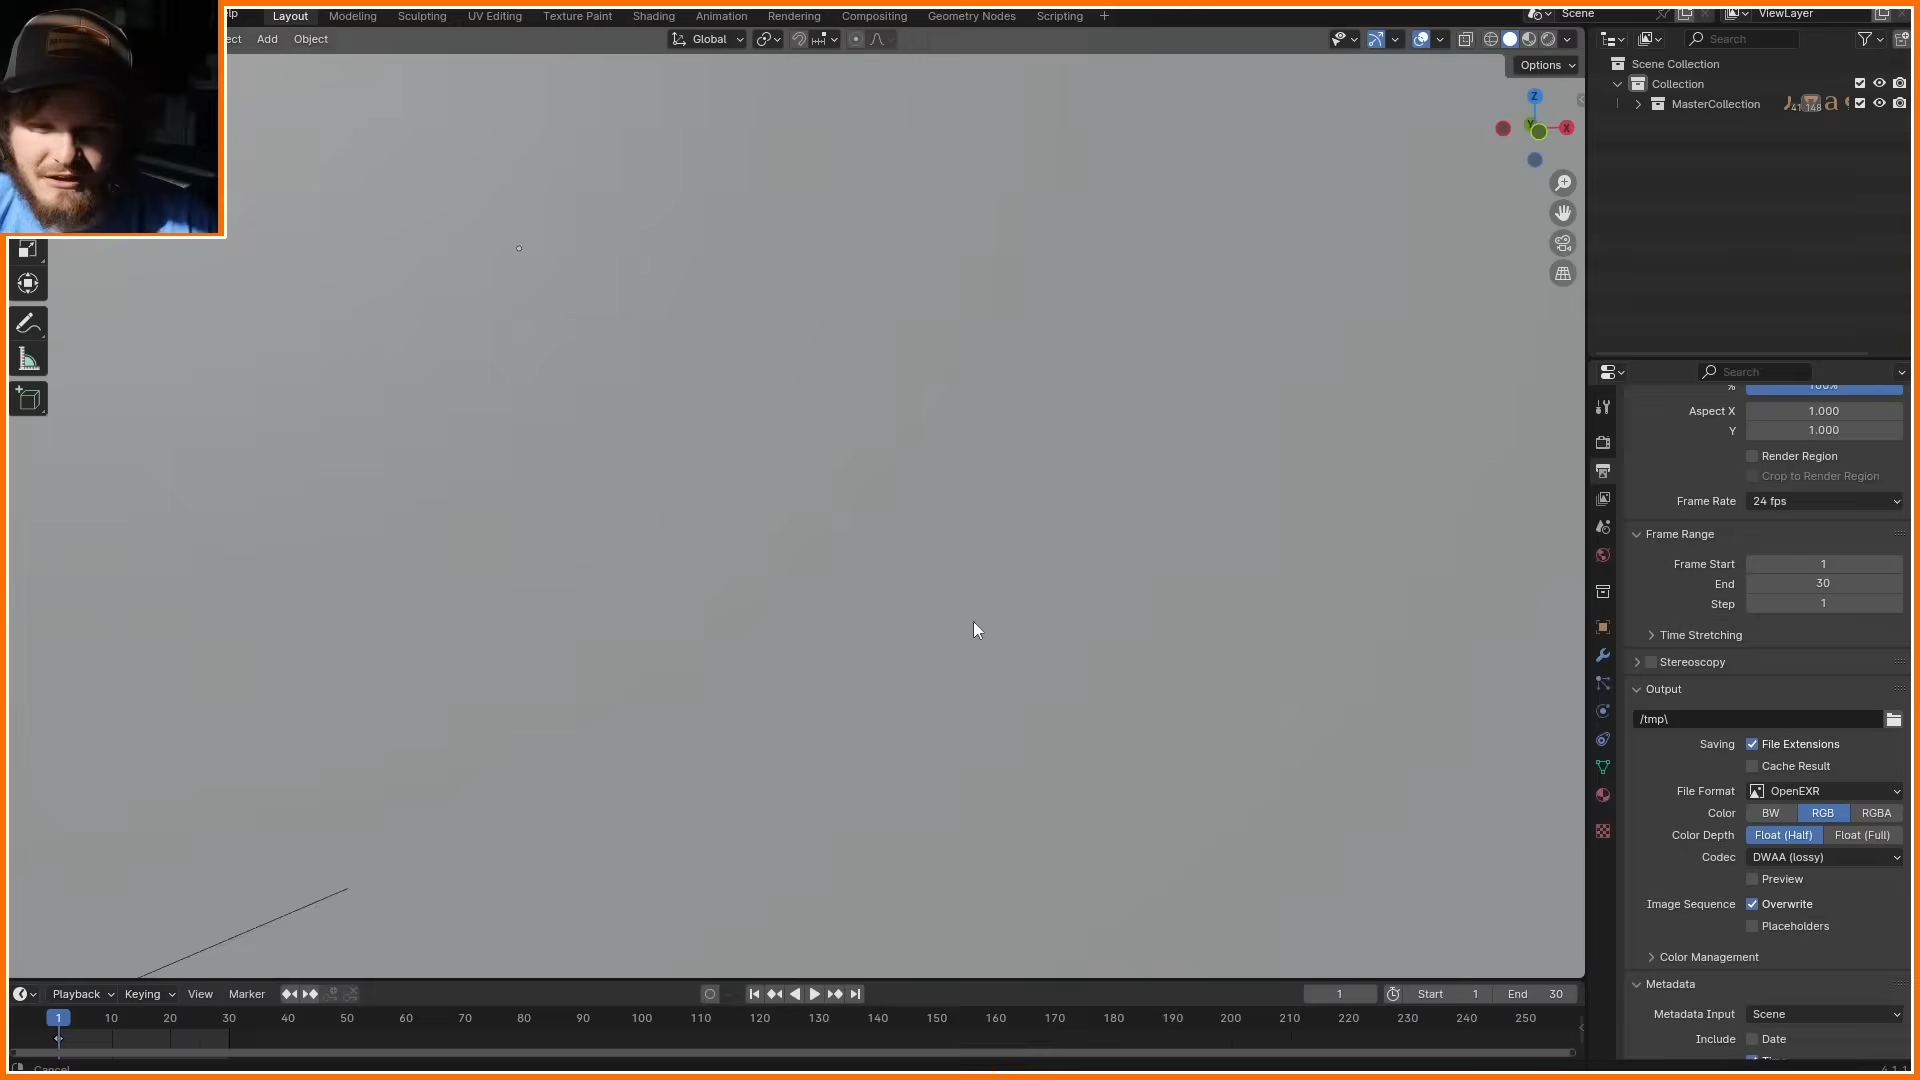 lp
Layout
Modeling
Sculpting
UV Editing
Texture Paint
Shading
Animation
Rendering
Compositing
Geometry Nodes
Scripting
+
Scene
ViewLayer
ect
Add
Object
Global
Search
Options
Scene Collection
Collection
MasterCollection
41
148
Z
Y
X
Search
%
100%
Aspect X
1.000
Y
1.000
Render Region
Crop to Render Region
Frame Rate
24 fps
Frame Range
Frame Start
1
End
30
Step
1
Time Stretching
Stereoscopy
Output
/tmp\
Saving
File Extensions
Cache Result
File Format
OpenEXR
Color
BW
RGB
RGBA
Color Depth
Float (Half)
Float (Full)
Codec
DWAA (lossy)
Preview
Image Sequence
Overwrite
Placeholders
Color Management
Metadata
Metadata Input
Scene
Include
Date
Playback
Keying
View
Marker
1
Start
1
End
30
1
10
20
30
40
50
60
70
80
90
100
110
120
130
140
150
160
170
180
190
200
210
220
230
240
250
Cancel